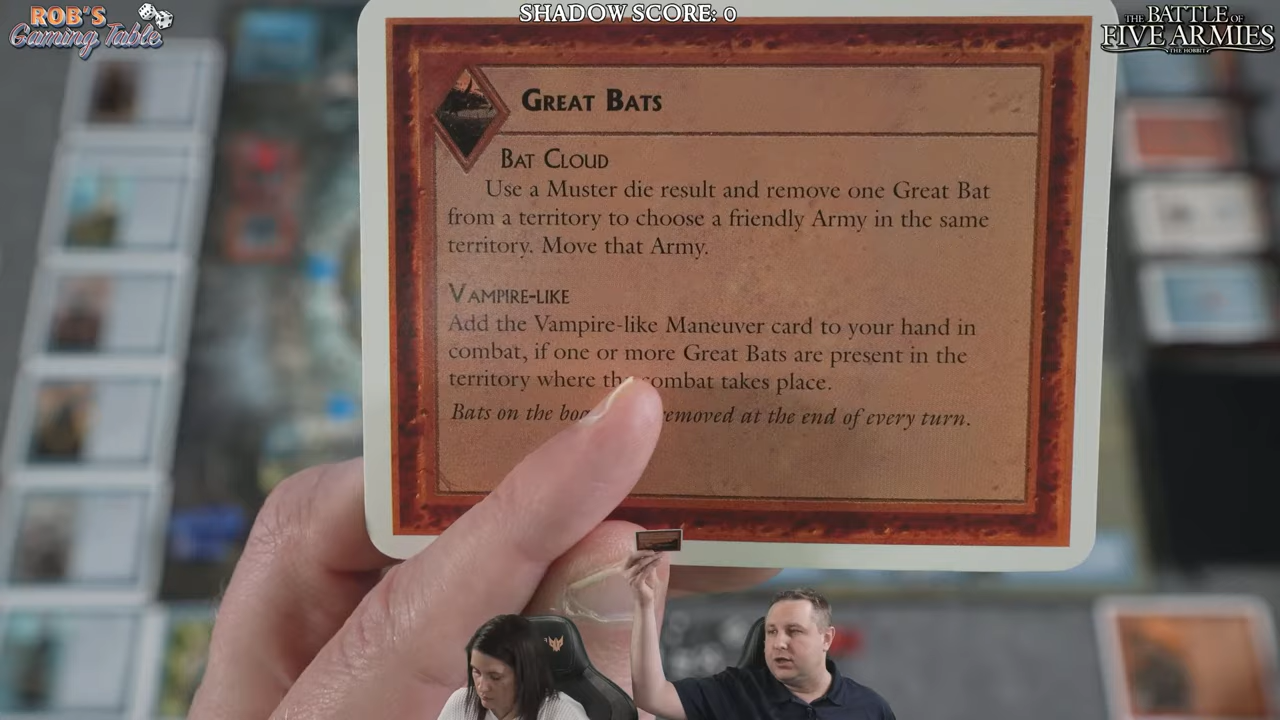 ROB'S
Gaming Table
SHADOW SCORE: 0
THE BATTLE OF
FIVE ARMIES
THE HOBBIT
GREAT BATS
BAT CLOUD
Use a Muster die result and remove one Great Bat
from a territory to choose a friendly Army in the same
territory. Move that Army.
VAMPIRE-LIKE
Add the Vampire-like Maneuver card to your hand in
combat, if one or more Great Bats are present in the
territory where combat takes place.
Bats on the removed at the end of every turn.